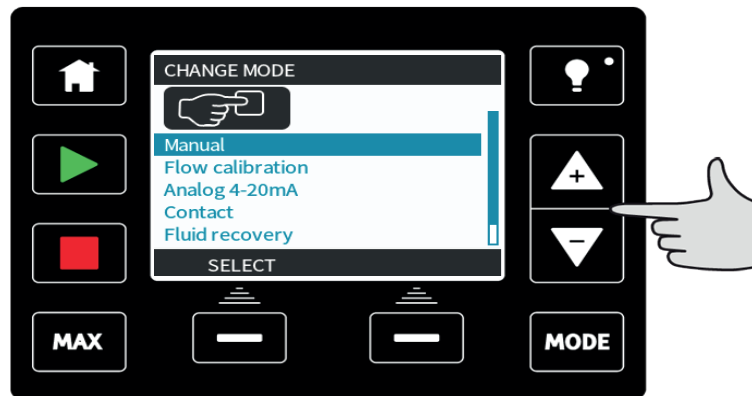 CHANGE MODE
Manual
Flow calibration
Analog 4-20mA
Contact
Fluid recovery
SELECT
+
−
MAX
MODE